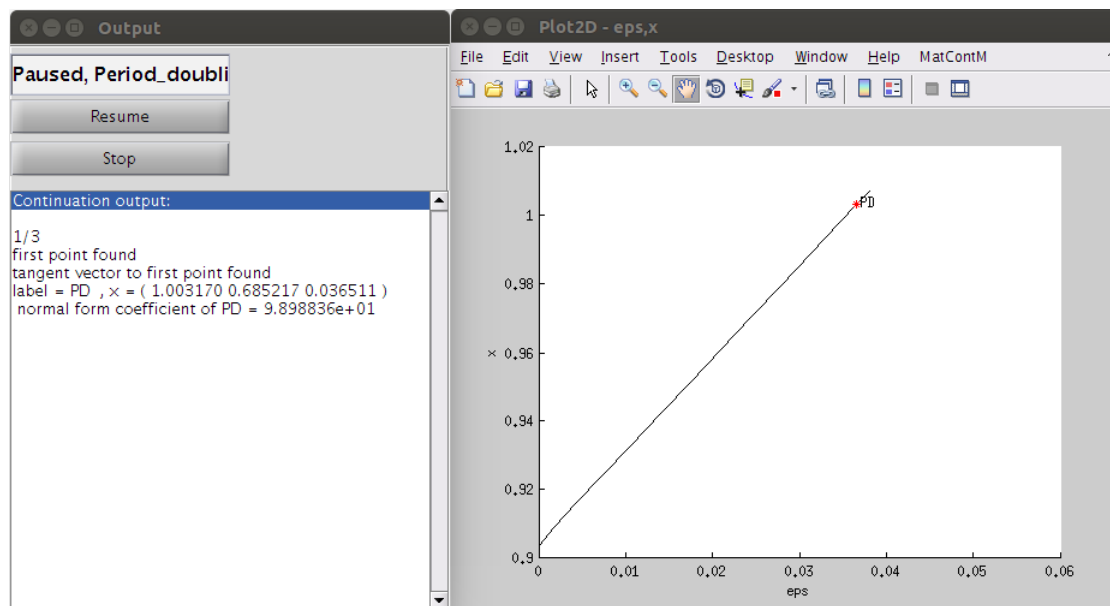 Output
Paused, Period_doubli
Resume
Stop
Continuation output:
1/3
first point found
tangent vector to first point found
label = PD , x = ( 1.003170 0.685217 0.036511 )
normal form coefficient of PD = 9.898836e+01
Plot2D - eps,x
File Edit View Insert Tools Desktop Window Help MatContM
1.02
1
0.98
0.96
0.94
0.92
0.9
x
PD
0 0.01 0.02 0.03 0.04 0.05 0.06
eps